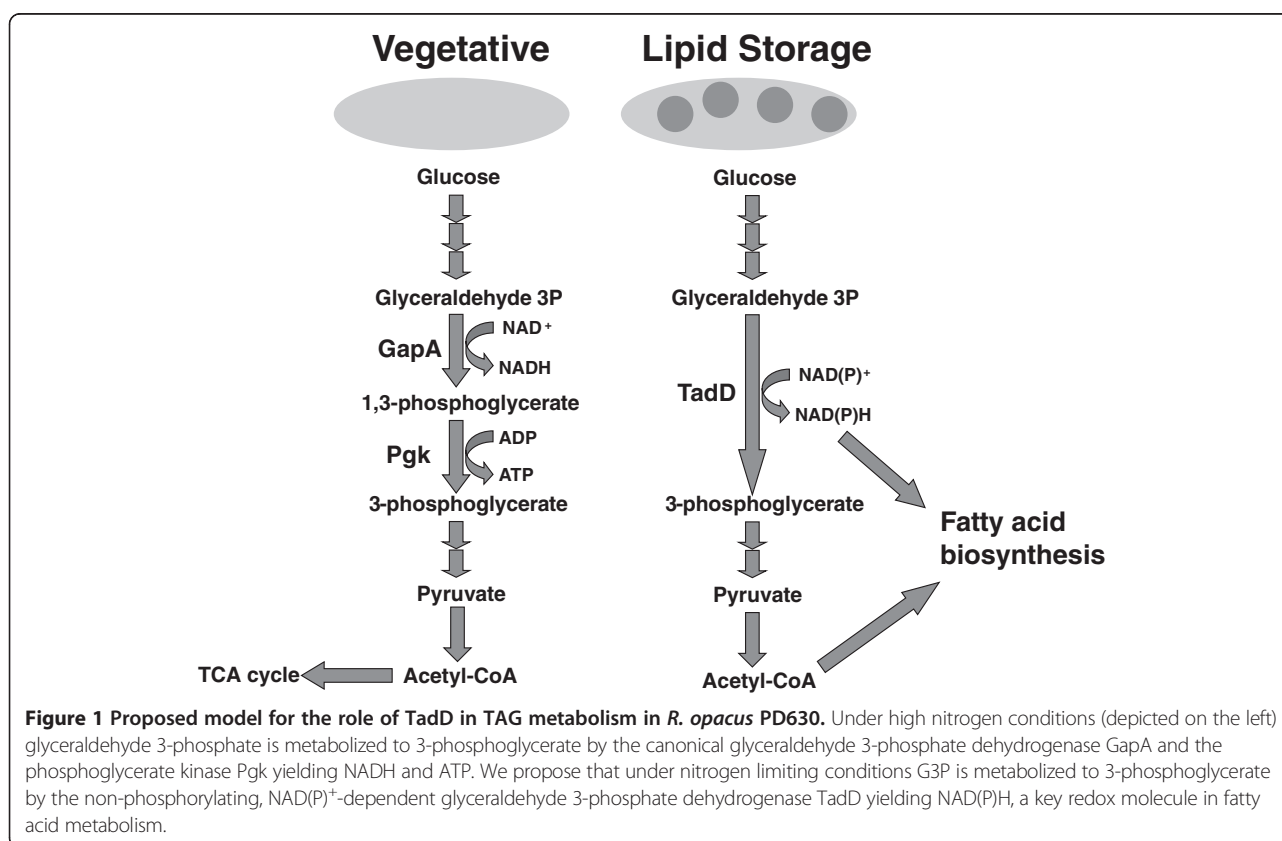 Vegetative
Lipid Storage
Glucose
Glucose
Glyceraldehyde 3P
Glyceraldehyde 3P
GapA
NAD+
NADH
TadD
NAD(P)+
NAD(P)H
1,3-phosphoglycerate
Pgk
ADP
ATP
3-phosphoglycerate
3-phosphoglycerate
Fatty acid
biosynthesis
Pyruvate
Pyruvate
TCA cycle
Acetyl-CoA
Acetyl-CoA
Figure 1 Proposed model for the role of TadD in TAG metabolism in R. opacus PD630. Under high nitrogen conditions (depicted on the left)
glyceraldehyde 3-phosphate is metabolized to 3-phosphoglycerate by the canonical glyceraldehyde 3-phosphate dehydrogenase GapA and the
phosphoglycerate kinase Pgk yielding NADH and ATP. We propose that under nitrogen limiting conditions G3P is metabolized to 3-phosphoglycerate
by the non-phosphorylating, NAD(P)+-dependent glyceraldehyde 3-phosphate dehydrogenase TadD yielding NAD(P)H, a key redox molecule in fatty
acid metabolism.